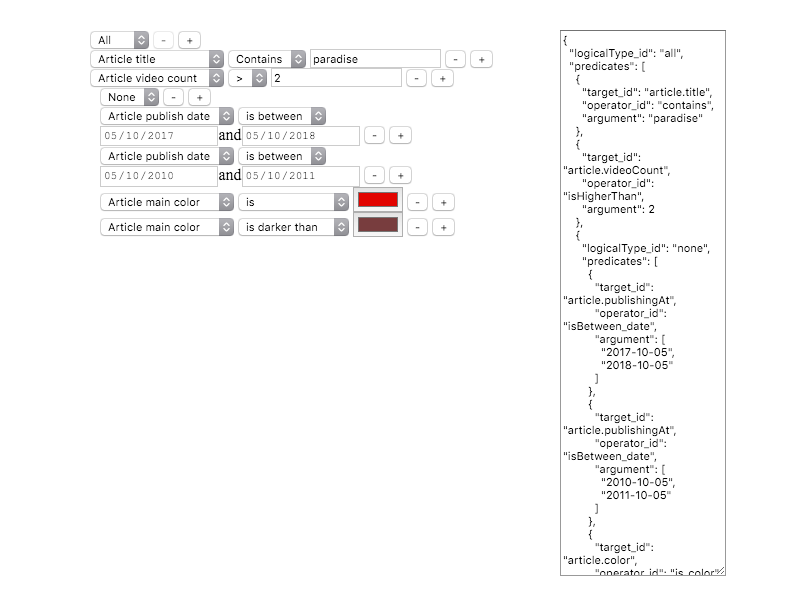 All - +
Article title Contains paradise - +
Article video count > 2 - +
None - +
Article publish date is between
05/10/2017 and 05/10/2018 - +
Article publish date is between
05/10/2010 and 05/10/2011 - +
Article main color is - +
Article main color is darker than - +
{
"logicalType_id": "all",
"predicates": [
{
"target_id": "article.title",
"operator_id": "contains",
"argument": "paradise"
},
{
"target_id":
"article.videoCount",
"operator_id":
"isHigherThan",
"argument": 2
},
{
"logicalType_id": "none",
"predicates": [
{
"target_id":
"article.publishingAt",
"operator_id":
"isBetween_date",
"argument": [
"2017-10-05",
"2018-10-05"
]
},
{
"target_id":
"article.publishingAt",
"operator_id":
"isBetween_date",
"argument": [
"2010-10-05",
"2011-10-05"
]
},
{
"target_id":
"article.color",
"operator_id": "is_color"